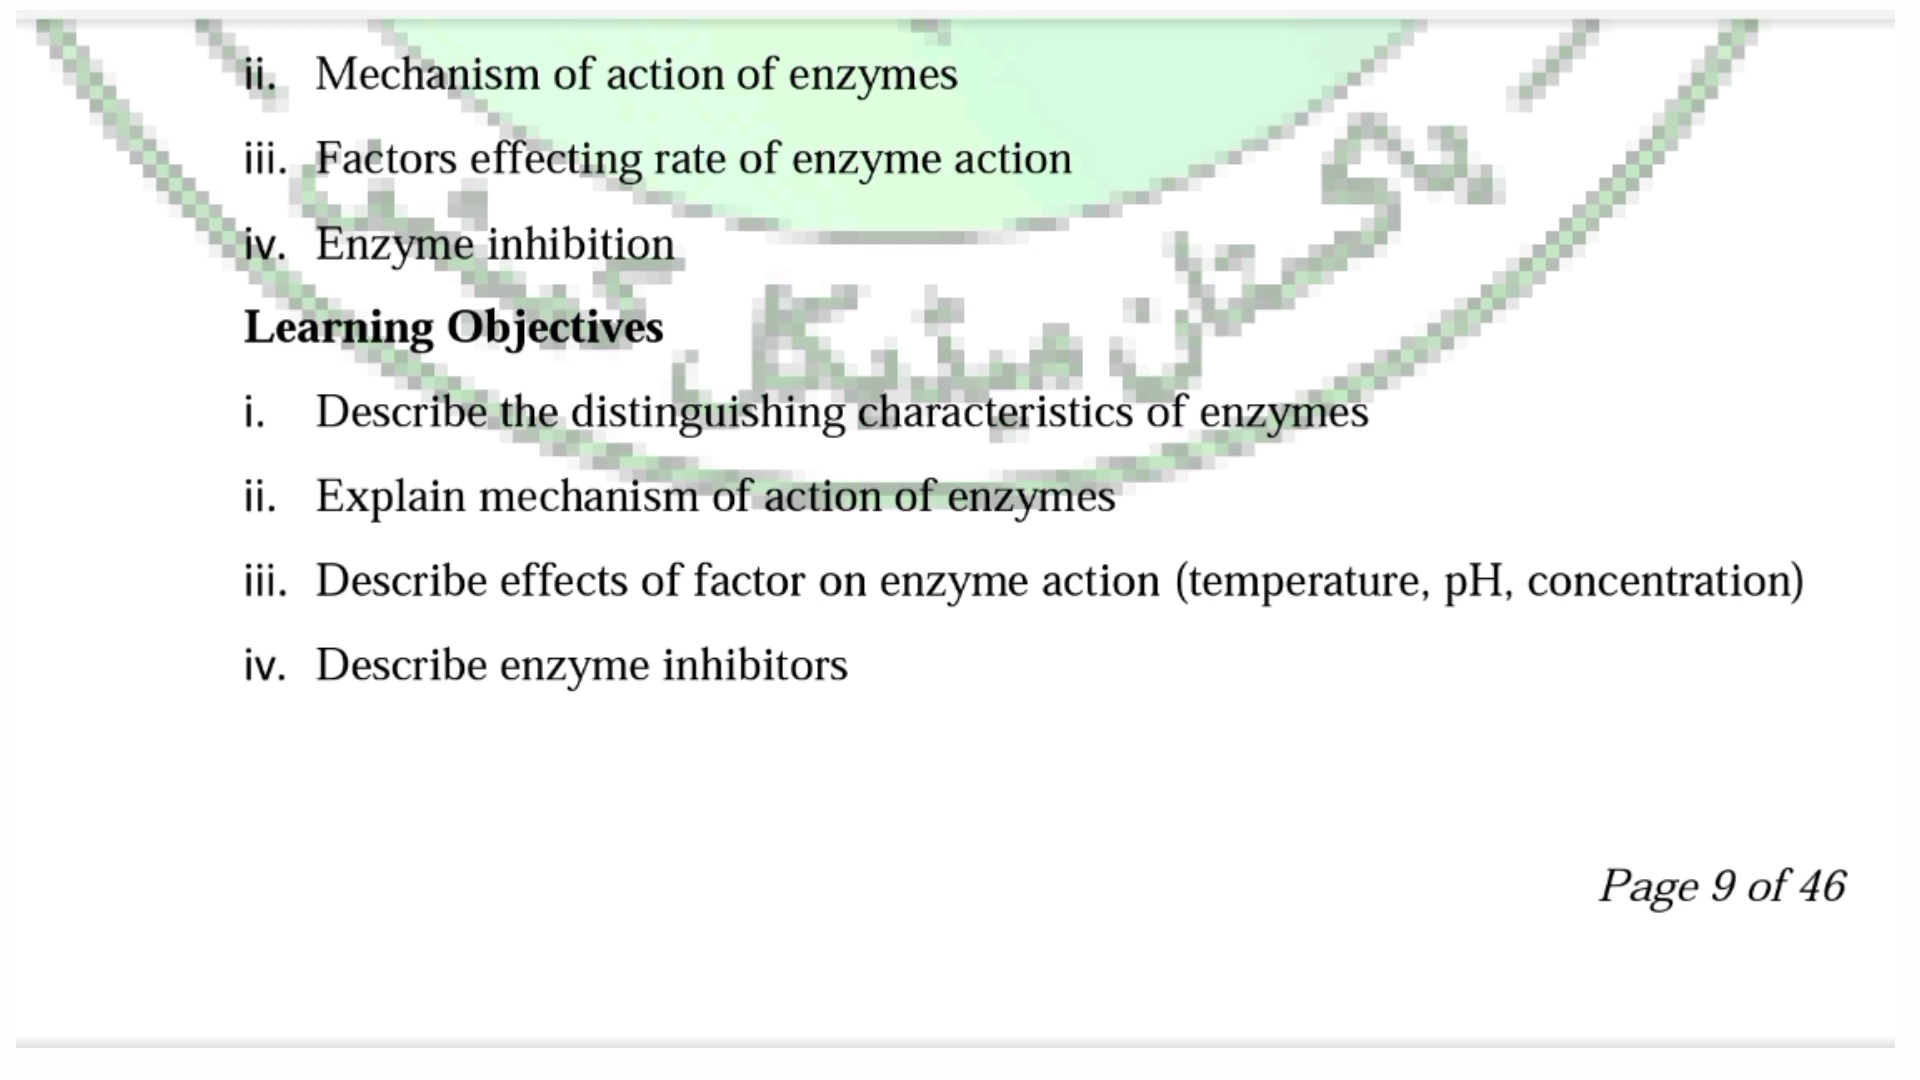 ii. Mechanism of action of enzymes
iii. Factors effecting rate of enzyme action
iv. Enzyme inhibition
Learning Objectives
i. Describe the distinguishing characteristics of enzymes
ii. Explain mechanism of action of enzymes
iii. Describe effects of factor on enzyme action (temperature, pH, concentration)
iv. Describe enzyme inhibitors
پاکستان میڈیکل
Page 9 of 46